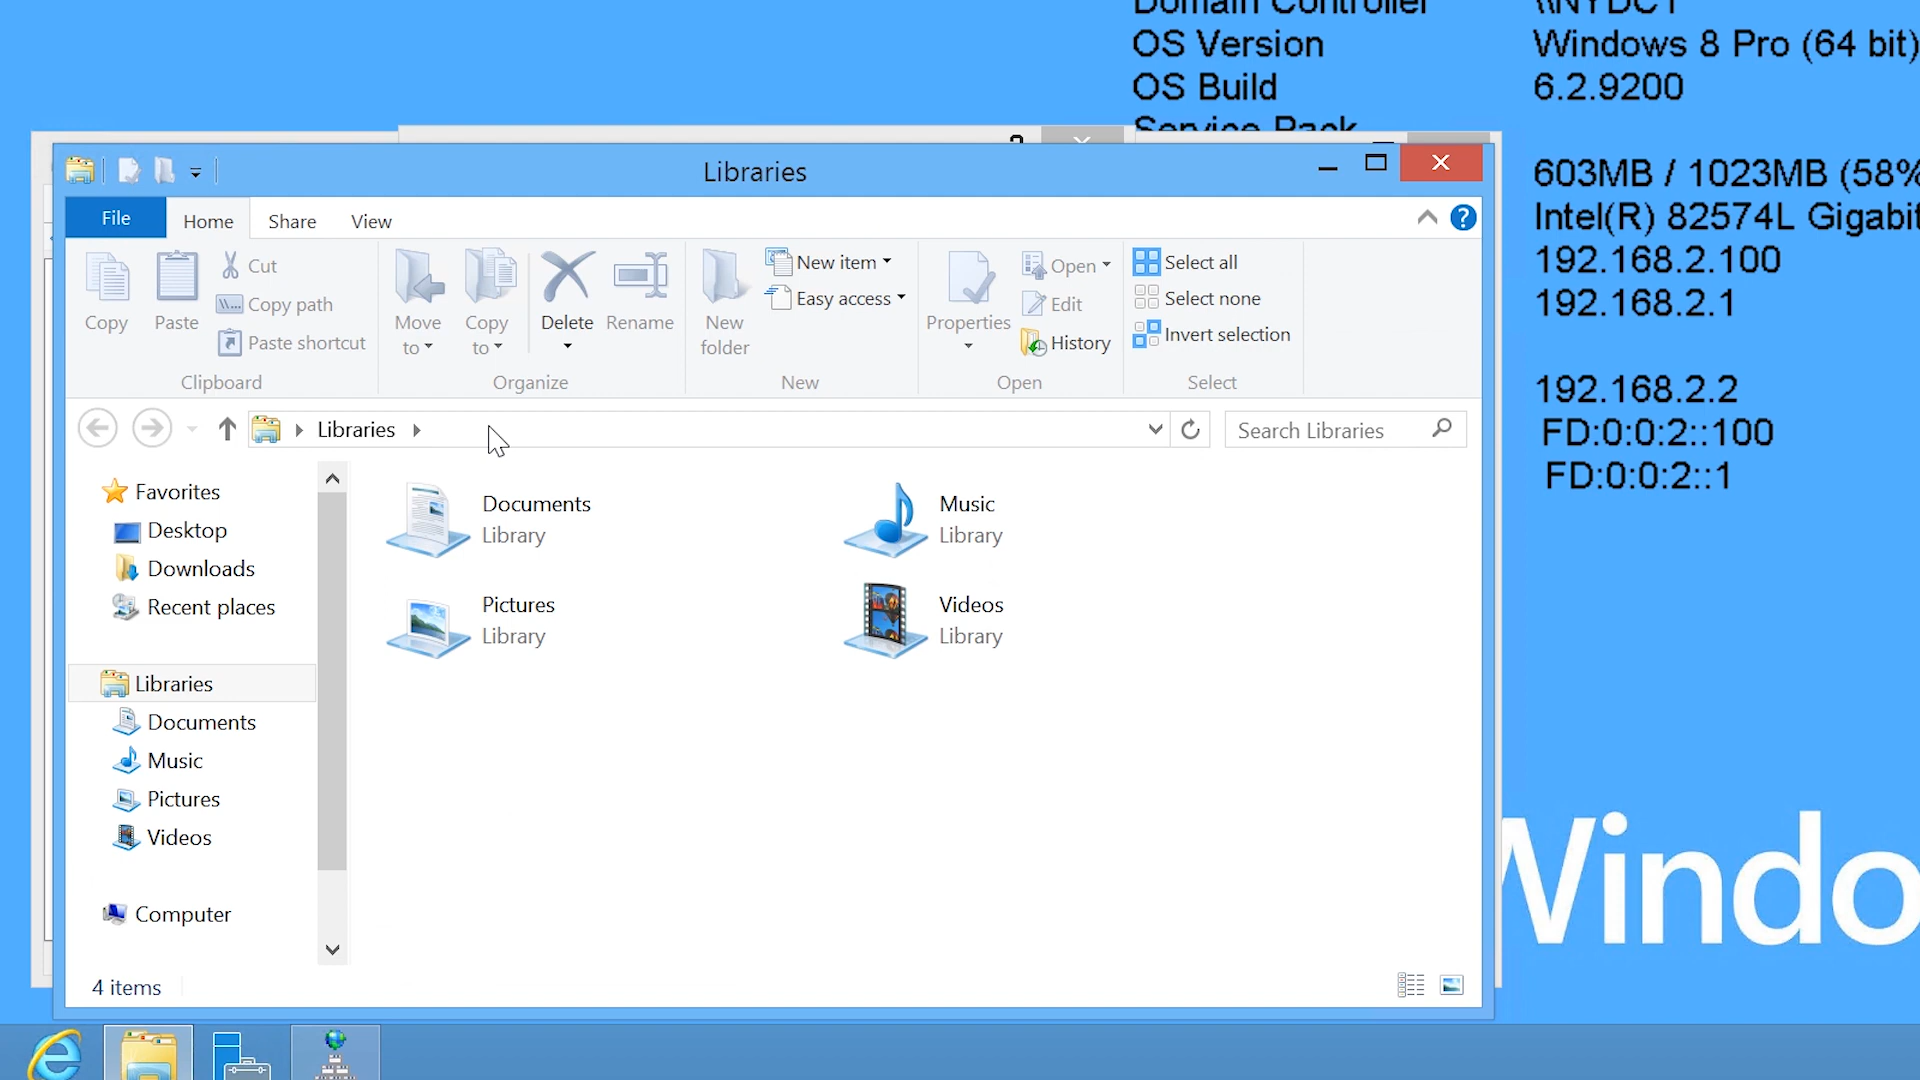 Domain Controller \\NYDC1
OS Version Windows 8 Pro (64 bit)
OS Build 6.2.9200
Service Pack
603MB / 1023MB (58%
Intel(R) 82574L Gigabit
192.168.2.100
192.168.2.1
192.168.2.2
FD:0:0:2::100
FD:0:0:2::1
Libraries
File Home Share View
Copy
Paste
Cut
Copy path
Paste shortcut
Clipboard
Move
to
Copy
to
Delete
Rename
Organize
New
folder
New item
Easy access
New
Properties
Open
Edit
History
Open
Select all
Select none
Invert selection
Select
Libraries
Search Libraries
Favorites
Desktop
Downloads
Recent places
Libraries
Documents
Music
Pictures
Videos
Computer
Documents
Library
Music
Library
Pictures
Library
Videos
Library
4 items
Windo